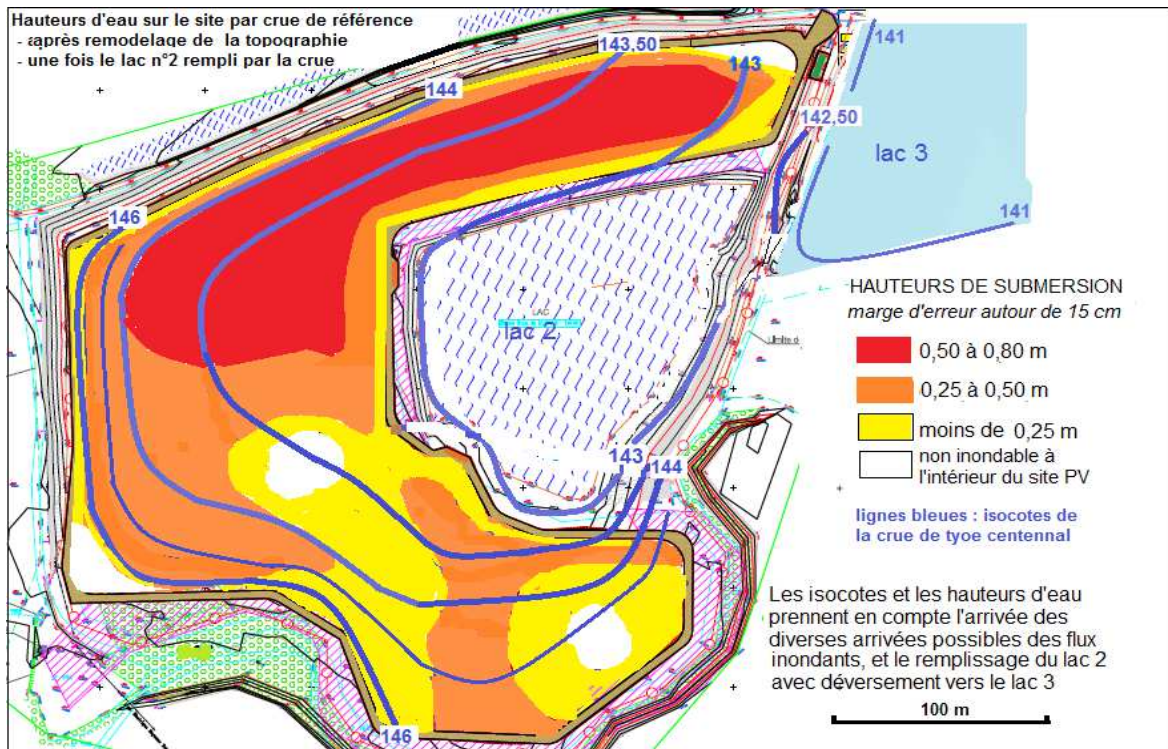 Hauteurs d'eau sur le site par crue de référence
- après remodelage de la topographie
- une fois le lac n°2 rempli par la crue
143,50
141
143
144
142,50
lac 3
146
141
HAUTEURS DE SUBMERSION
marge d'erreur autour de 15 cm
LAC
lac 2
0,50 à 0,80 m
0,25 à 0,50 m
moins de 0,25 m
non inondable à
l'intérieur du site PV
143
144
lignes bleues : isocotes de
la crue de tyoe centennal
Les isocotes et les hauteurs d'eau
prennent en compte l'arrivée des
diverses arrivées possibles des flux
inondants, et le remplissage du lac 2
avec déversement vers le lac 3
100 m
146